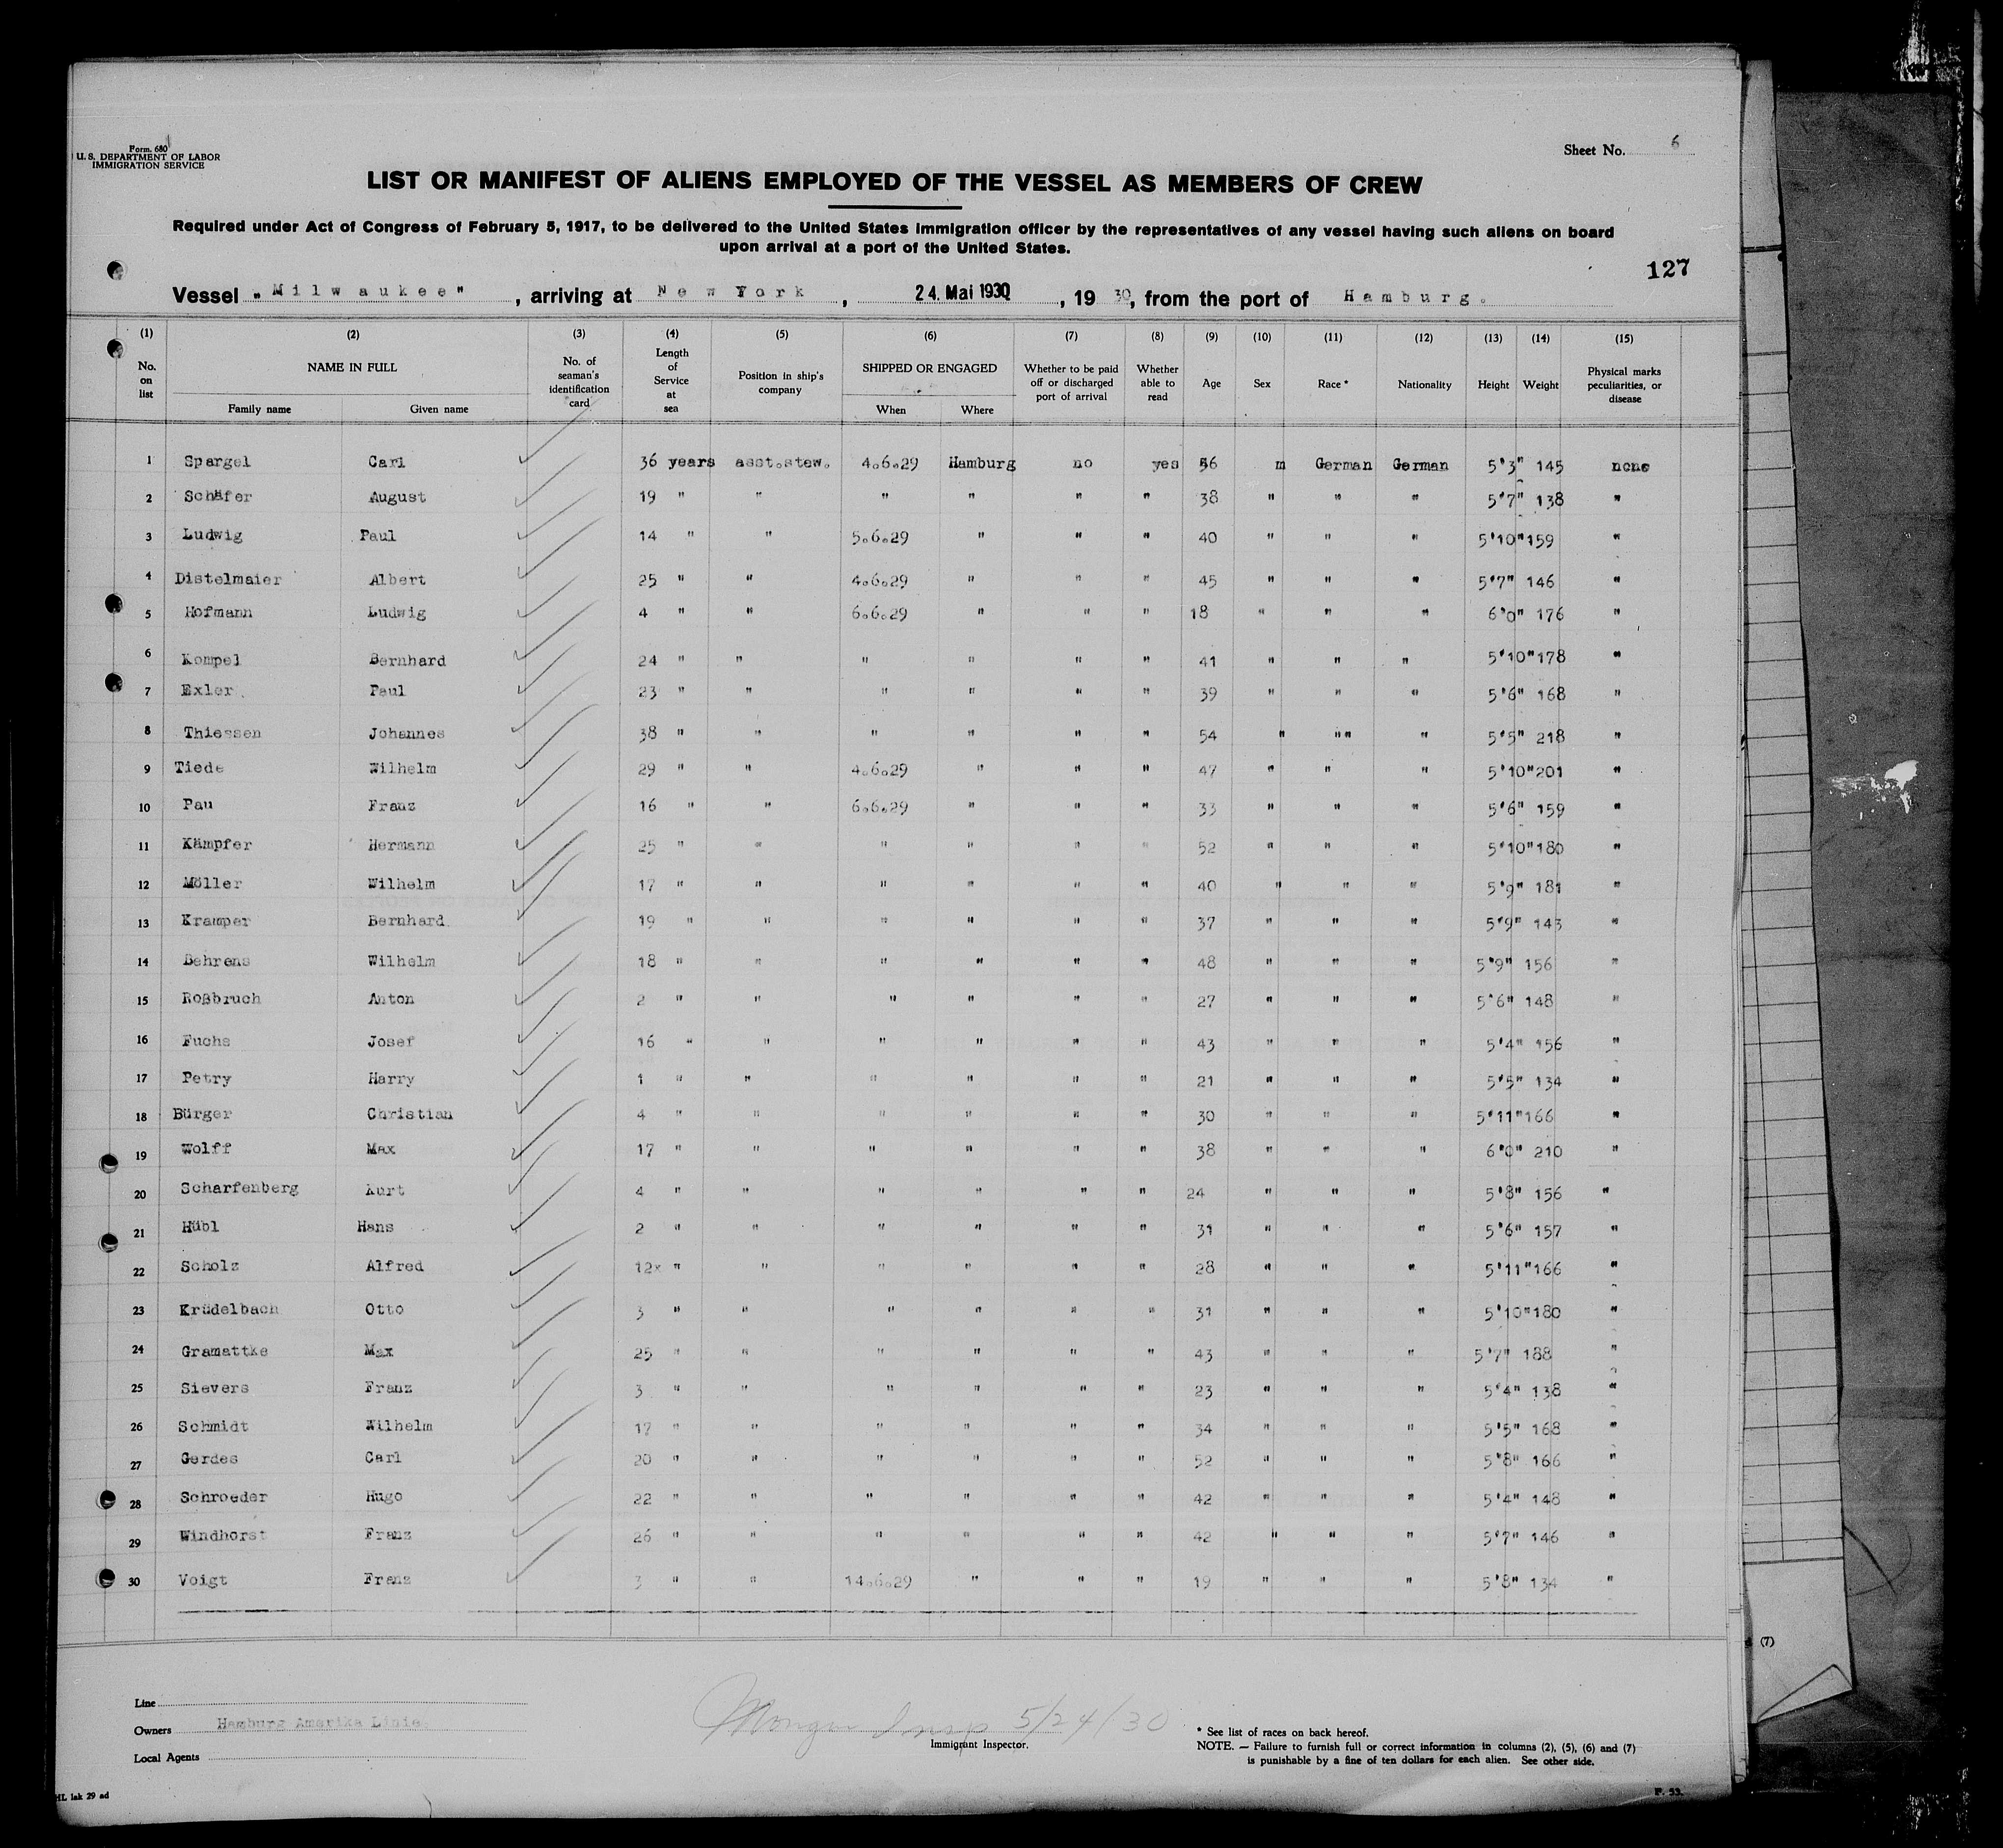 Form. 680
U. S. DEPARTMENT OF LABOR
IMMIGRATION SERVICE
Sheet No. 6
LIST OR MANIFEST OF ALIENS EMPLOYED OF THE VESSEL AS MEMBERS OF CREW
Required under Act of Congress of February 5, 1917, to be delivered to the United States immigration officer by the representatives of any vessel having such aliens on board
upon arrival at a port of the United States.
127
Vessel „Milwaukee", arriving at New York, 24. Mai 1930, 19 30, from the port of Hamburg.
(1) (2) (3) (4) (5) (6) (7) (8) (9) (10) (11) (12) (13) (14) (15)
No. on list NAME IN FULL Family name Given name No. of seaman's identification card Length of Service at sea Position in ship's company SHIPPED OR ENGAGED When Where Whether to be paid off or discharged port of arrival Whether able to read Age Sex Race * Nationality Height Weight Physical marks peculiarities, or disease
1 Spargel Carl 36 years asst.stew. 4.6.29 Hamburg no yes 56 m German German 5'3" 145 none
2 Schäfer August 19 " " " " " " 38 " " " 5'7" 138 "
3 Ludwig Paul 14 " " 5.6.29 " " " 40 " " " 5'10" 159 "
4 Distelmaier Albert 25 " " 4.6.29 " " " 45 " " " 5'7" 146 "
5 Hofmann Ludwig 4 " " 6.6.29 " " " 18 " " " 6'0" 176 "
6 Kompel Bernhard 24 " " " " " " 41 " " " 5'10" 178 "
7 Exler Paul 23 " " " " " " 39 " " " 5'6" 168 "
8 Thiessen Johannes 38 " " " " " " 54 " "" " 5'5" 218 "
9 Tiede Wilhelm 29 " " 4.6.29 " " " 47 " " " 5'10" 201 "
10 Pau Franz 16 " " 6.6.29 " " " 33 " " " 5'6" 159 "
11 Kämpfer Hermann 25 " " " " " " 52 " " " 5'10" 180 "
12 Möller Wilhelm 17 " " " " " " 40 " " " 5'9" 181 "
13 Kramper Bernhard 19 " " " " " " 37 " " " 5'9" 143 "
14 Behrens Wilhelm 18 " " " " " " 48 " " " 5'9" 156 "
15 Roßbruch Anton 2 " " " " " " 27 " " " 5'6" 148 "
16 Fuchs Josef 16 " " " " " " 43 " " " 5'4" 156 "
17 Petry Harry 1 " " " " " " 21 " " " 5'5" 134 "
18 Bürger Christian 4 " " " " " " 30 " " " 5'11" 166 "
19 Wolff Max 17 " " " " " " 38 " " " 6'0" 210 "
20 Scharfenberg Kurt 4 " " " " " " 24 " " " 5'8" 156 "
21 Hübl Hans 2 " " " " " " 31 " " " 5'6" 157 "
22 Scholz Alfred 12x " " " " " " 28 " " " 5'11" 166 "
23 Krüdelbach Otto 3 " " " " " " 31 " " " 5'10" 180 "
24 Gramattke Max 25 " " " " " " 43 " " " 5'7" 188 "
25 Sievers Franz 3 " " " " " " 23 " " " 5'4" 138 "
26 Schmidt Wilhelm 17 " " " " " " 34 " " " 5'5" 168 "
27 Gerdes Carl 20 " " " " " " 52 " " " 5'8" 166 "
28 Schroeder Hugo 22 " " " " " " 42 " " " 5'4" 148 "
29 Windhorst Franz 26 " " " " " " 42 " " " 5'7" 146 "
30 Voigt Franz 3 " " 14.6.29 " " " 19 " " " 5'8" 134 "
(7)
Line
Owners Hamburg Amerika Linie
Local Agents
Insp 5/24/30
Immigrant Inspector.
* See list of races on back hereof.
NOTE. — Failure to furnish full or correct information in columns (2), (5), (6) and (7)
is punishable by a fine of ten dollars for each alien. See other side.
HL lak 29 ad
F. 53.